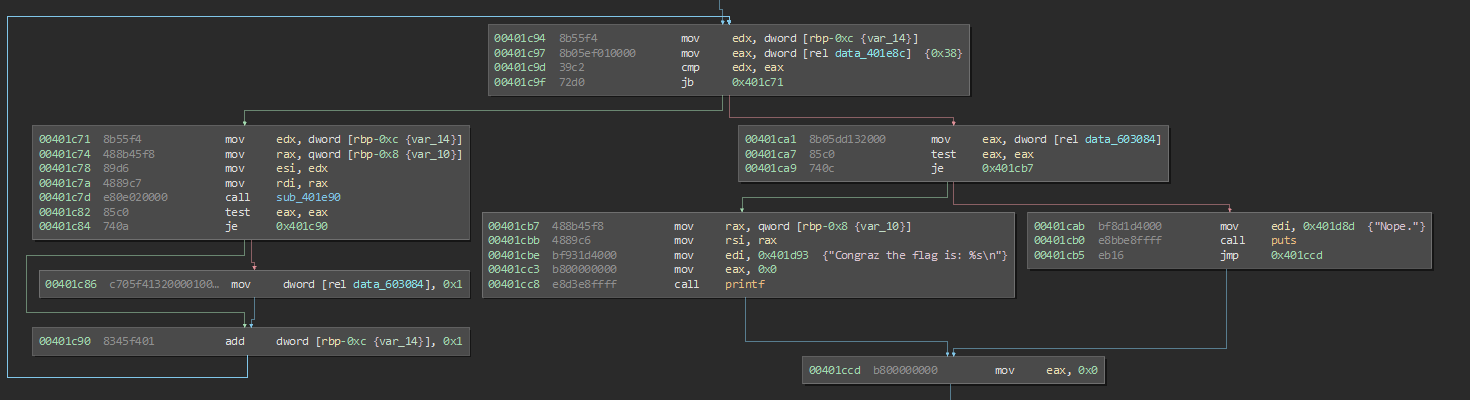 00401c94 8b55f4 mov edx, dword [rbp-0xc {var_14}]
00401c97 8b05ef010000 mov eax, dword [rel data_401e8c] {0x38}
00401c9d 39c2 cmp edx, eax
00401c9f 72d0 jb 0x401c71
00401c71 8b55f4 mov edx, dword [rbp-0xc {var_14}]
00401c74 488b45f8 mov rax, qword [rbp-0x8 {var_10}]
00401c78 89d6 mov esi, edx
00401c7a 4889c7 mov rdi, rax
00401c7d e80e020000 call sub_401e90
00401c82 85c0 test eax, eax
00401c84 740a je 0x401c90
00401ca1 8b05dd132000 mov eax, dword [rel data_603084]
00401ca7 85c0 test eax, eax
00401ca9 740c je 0x401cb7
00401cb7 488b45f8 mov rax, qword [rbp-0x8 {var_10}]
00401cbb 4889c6 mov rsi, rax
00401cbe bf931d4000 mov edi, 0x401d93 {"Congraz the flag is: %s\n"}
00401cc3 b800000000 mov eax, 0x0
00401cc8 e8d3e8ffff call printf
00401cab bf8d1d4000 mov edi, 0x401d8d {"Nope."}
00401cb0 e8bbe8ffff call puts
00401cb5 eb16 jmp 0x401ccd
00401c86 c705f41320000100… mov dword [rel data_603084], 0x1
00401c90 8345f401 add dword [rbp-0xc {var_14}], 0x1
00401ccd b800000000 mov eax, 0x0